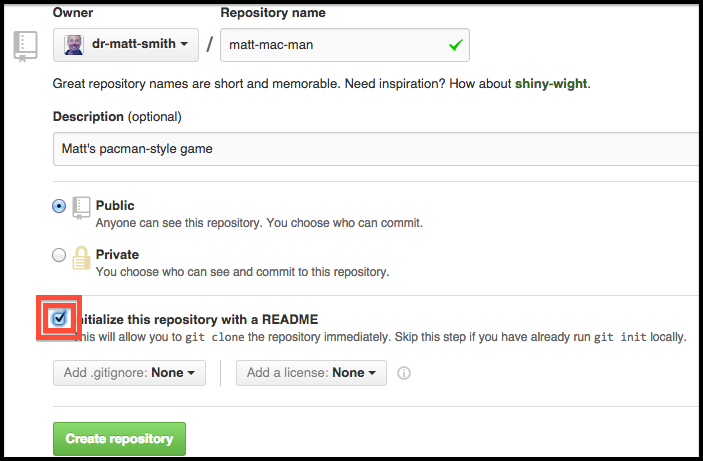 Owner Repository name
dr-matt-smith / matt-mac-man
Great repository names are short and memorable. Need inspiration? How about shiny-wight.
Description (optional)
Matt's pacman-style game
Public
Anyone can see this repository. You choose who can commit.
Private
You choose who can see and commit to this repository.
nitialize this repository with a README
his will allow you to git clone the repository immediately. Skip this step if you have already run git init locally.
Add .gitignore: None Add a license: None
Create repository